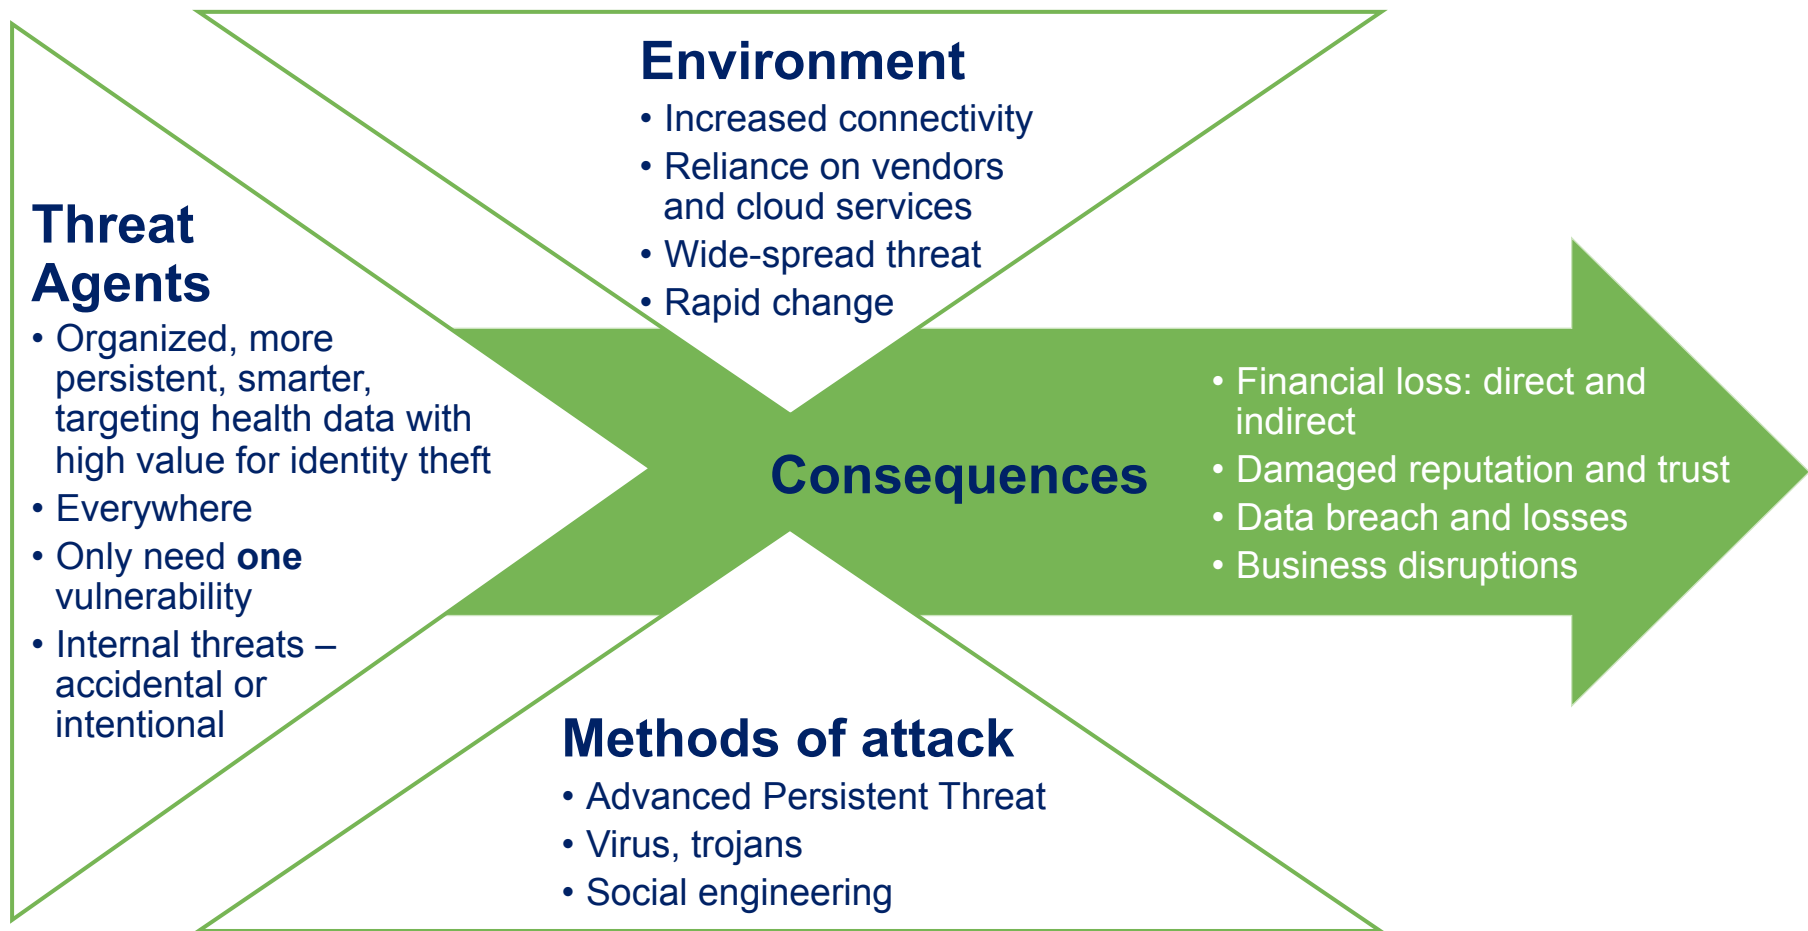 Environment
• Increased connectivity
• Reliance on vendors
and cloud services
• Wide-spread threat
• Rapid change
Threat
Agents
• Organized, more
persistent, smarter,
targeting health data with
high value for identity theft
• Everywhere
• Only need one
vulnerability
• Internal threats –
accidental or
intentional
Consequences
• Financial loss: direct and
indirect
• Damaged reputation and trust
• Data breach and losses
• Business disruptions
Methods of attack
• Advanced Persistent Threat
• Virus, trojans
• Social engineering